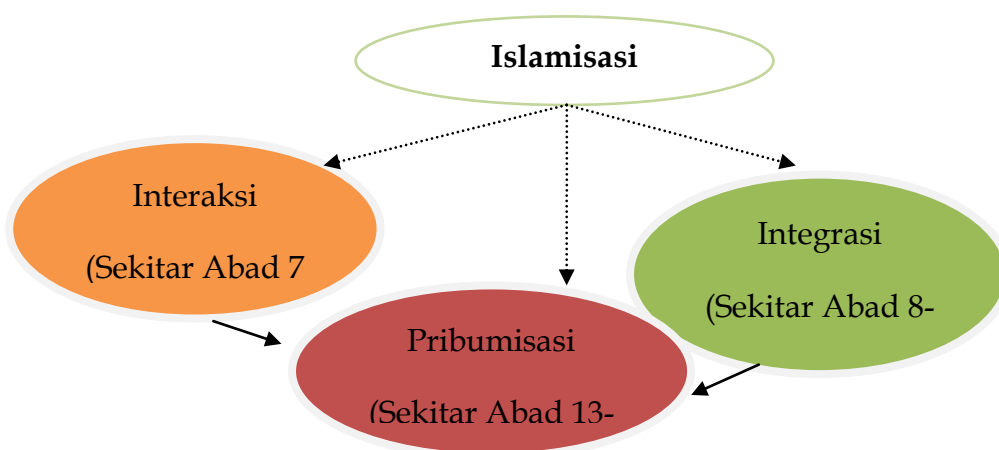 Islamisasi
Interaksi
(Sekitar Abad 7
Integrasi
(Sekitar Abad 8-
Pribumisasi
(Sekitar Abad 13-